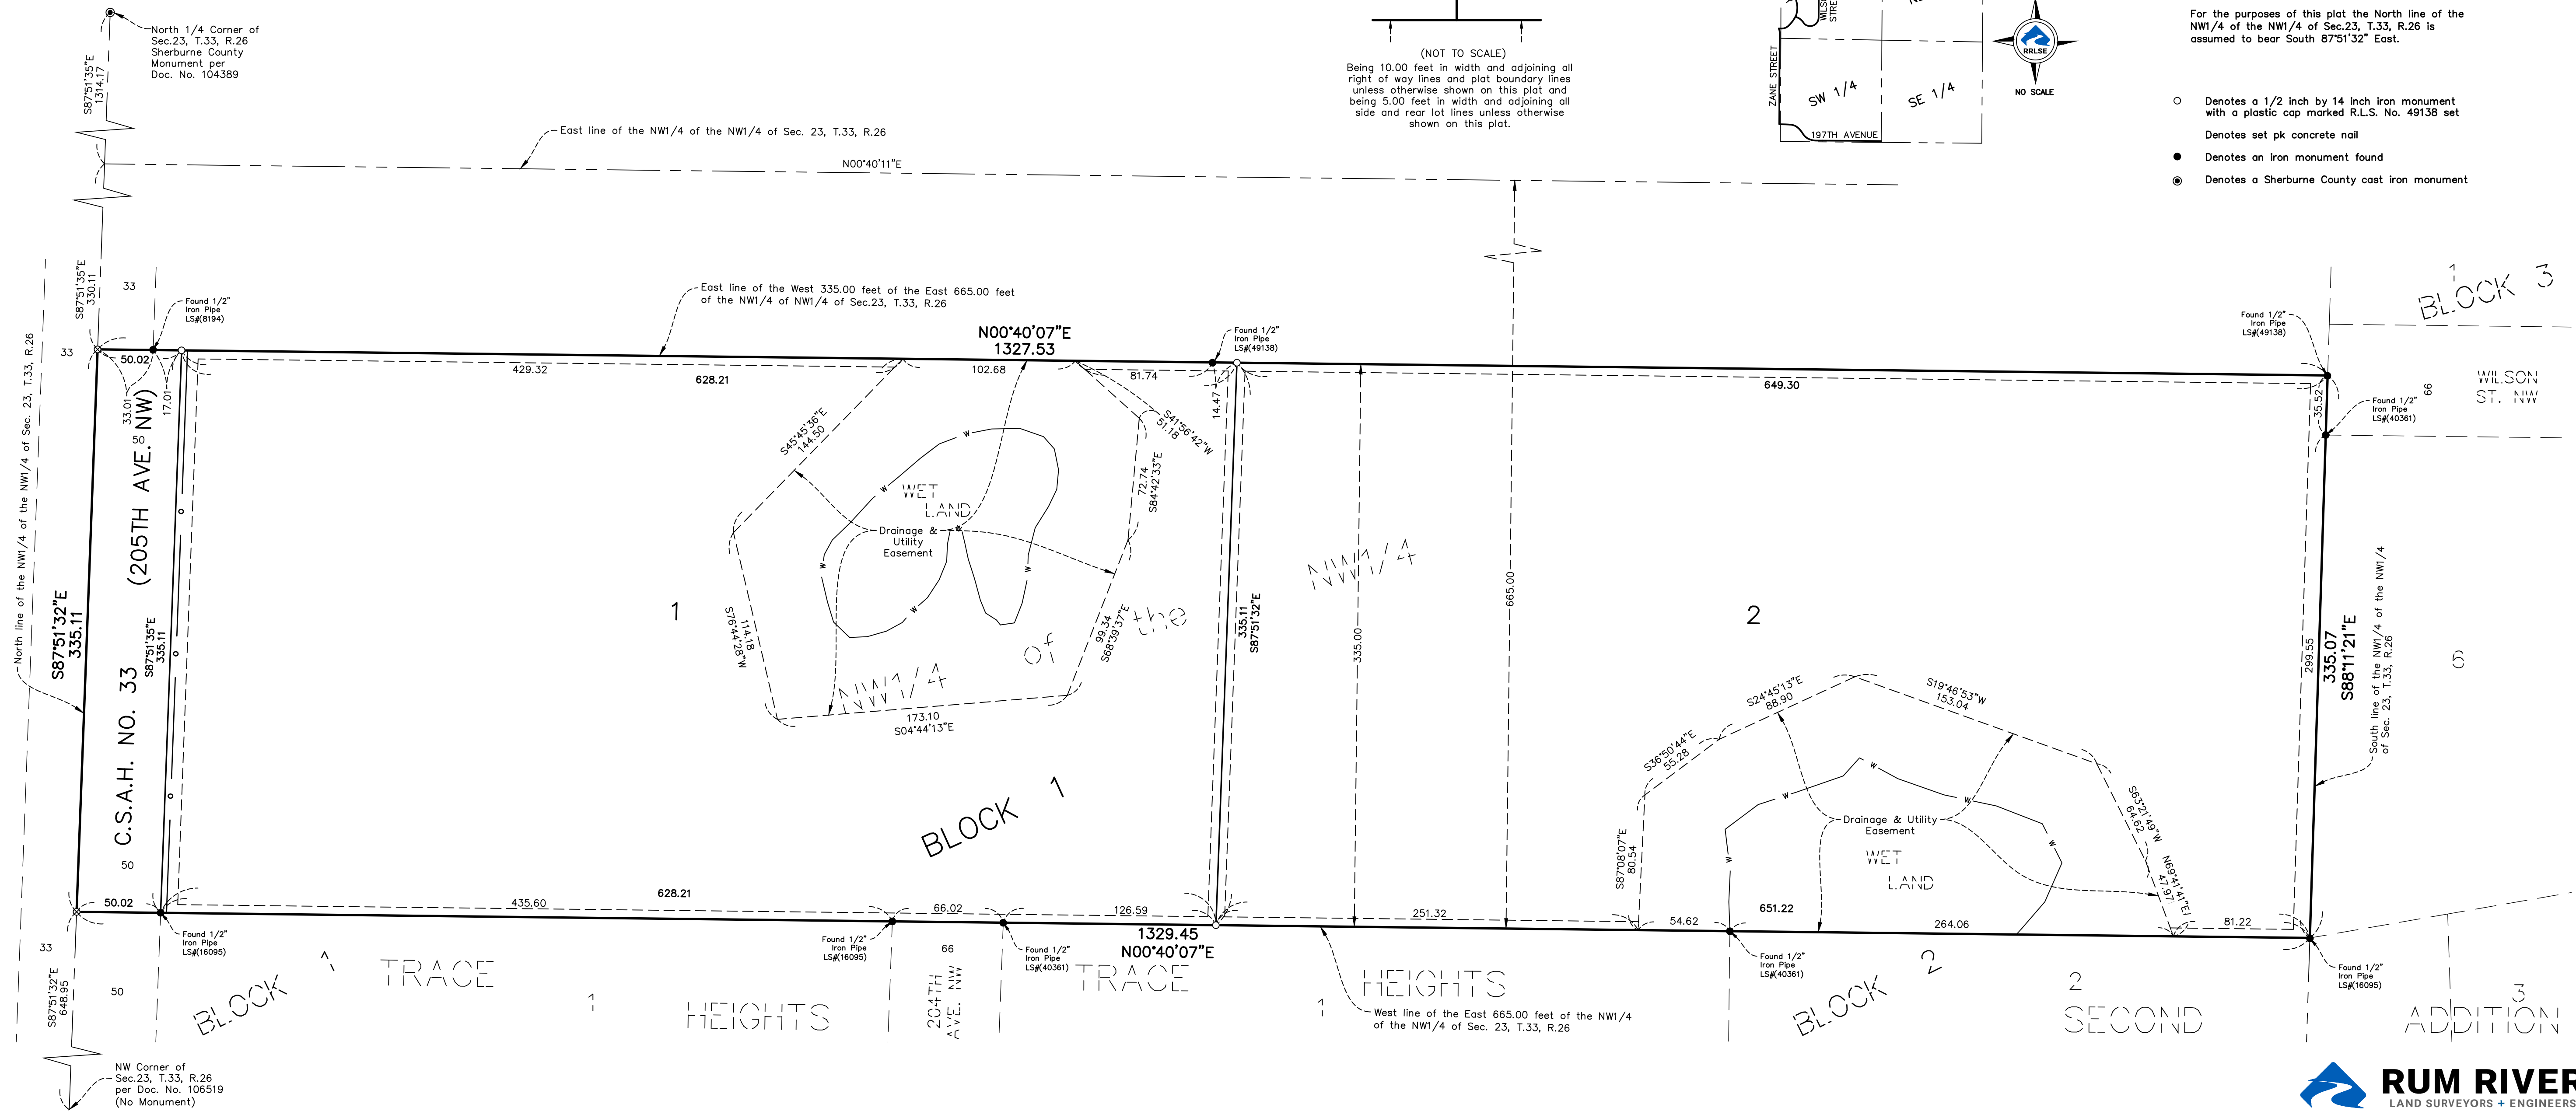 North 1/4 Corner of
Sec.23, T.33, R.26
Sherburne County
Monument per
Doc. No. 104389
S87°51'35"E
1314.17
(NOT TO SCALE)
Being 10.00 feet in width and adjoining all
right of way lines and plat boundary lines
unless otherwise shown on this plat and
being 5.00 feet in width and adjoining all
side and rear lot lines unless otherwise
shown on this plat.
ZANE STREET
SW 1/4
SE 1/4
197TH AVENUE
RRLSE
NO SCALE
For the purposes of this plat the North line of the
NW1/4 of the NW1/4 of Sec.23, T.33, R.26 is
assumed to bear South 87°51'32" East.
Denotes a 1/2 inch by 14 inch iron monument
with a plastic cap marked R.L.S. No. 49138 set
Denotes set pk concrete nail
Denotes an iron monument found
Denotes a Sherburne County cast iron monument
East line of the NW1/4 of the NW1/4 of Sec. 23, T.33, R.26
N00°40'11"E
S87°51'35"E
330.11
33
Found 1/2"
Iron Pipe
LS#(8194)
East line of the West 335.00 feet of the East 665.00 feet
of the NW1/4 of NW1/4 of Sec.23, T.33, R.26
N00°40'07"E
1327.53
Found 1/2"
Iron Pipe
LS#(49138)
Found 1/2"
Iron Pipe
LS#(49138)
1
BLOCK 3
33
50.02
33.01
17.01
50
429.32
628.21
102.68
81.74
14.47
649.30
35.52
66
WILSON
ST. NW
Found 1/2"
Iron Pipe
LS#(40361)
North line of the NW1/4 of the NW1/4 of Sec. 23, T.33, R.26
S87°51'32"E
335.11
C.S.A.H. NO. 33 (205TH AVE. NW)
S87°51'35"E
335.11
S45°45'36"E
144.50
S41°56'42"W
51.18
72.74
S84°42'33"E
WET
LAND
W
W
W
W
W
W
Drainage &
Utility
Easement
114.18
S76°44'28"W
99.34
S68°39'37"E
173.10
S04°44'13"E
1
NW1/4
of
the
NW1/4
335.11
S87°51'32"E
335.00
665.00
2
299.55
335.07
S88°11'21"E
South line of the NW1/4 of the NW1/4
of Sec. 23, T.33, R.26
5
BLOCK 1
S24°45'13"E
88.90
S19°46'53"W
153.04
S36°50'44"E
55.28
S87°08'07"E
80.54
S63°21'49"W
64.62
N69°41'41"E
47.97
W
W
W
W
W
Drainage & Utility
Easement
WET
LAND
50
50.02
435.60
628.21
66.02
126.59
1329.45
N00°40'07"E
251.32
54.62
651.22
264.06
81.22
33
S87°51'32"E
648.95
50
Found 1/2"
Iron Pipe
LS#(16095)
BLOCK 1
TRACE
1
HEIGHTS
Found 1/2"
Iron Pipe
LS#(16095)
66
204TH
AVE. NW
Found 1/2"
Iron Pipe
LS#(40361)
TRACE
1
HEIGHTS
West line of the East 665.00 feet of the NW1/4
of the NW1/4 of Sec. 23, T.33, R.26
Found 1/2"
Iron Pipe
LS#(40361)
BLOCK 2
2
SECOND
Found 1/2"
Iron Pipe
LS#(16095)
3
ADDITION
NW Corner of
Sec.23, T.33, R.26
per Doc. No. 106519
(No Monument)
RUM RIVER
LAND SURVEYORS + ENGINEERS